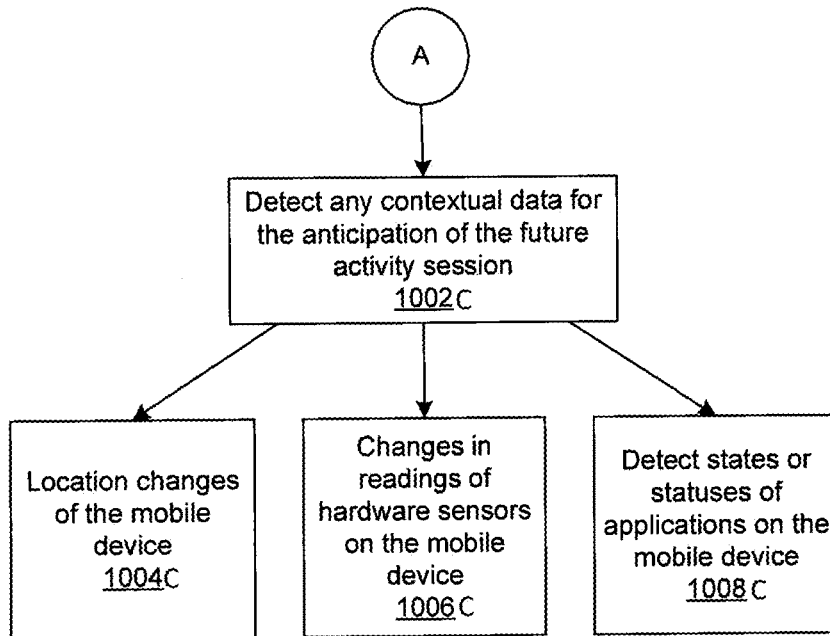 A
Detect any contextual data for
the anticipation of the future
activity session
1002C
Location changes
of the mobile
device
1004C
Changes in
readings of
hardware sensors
on the mobile
device
1006C
Detect states or
statuses of
applications on the
mobile device
1008C